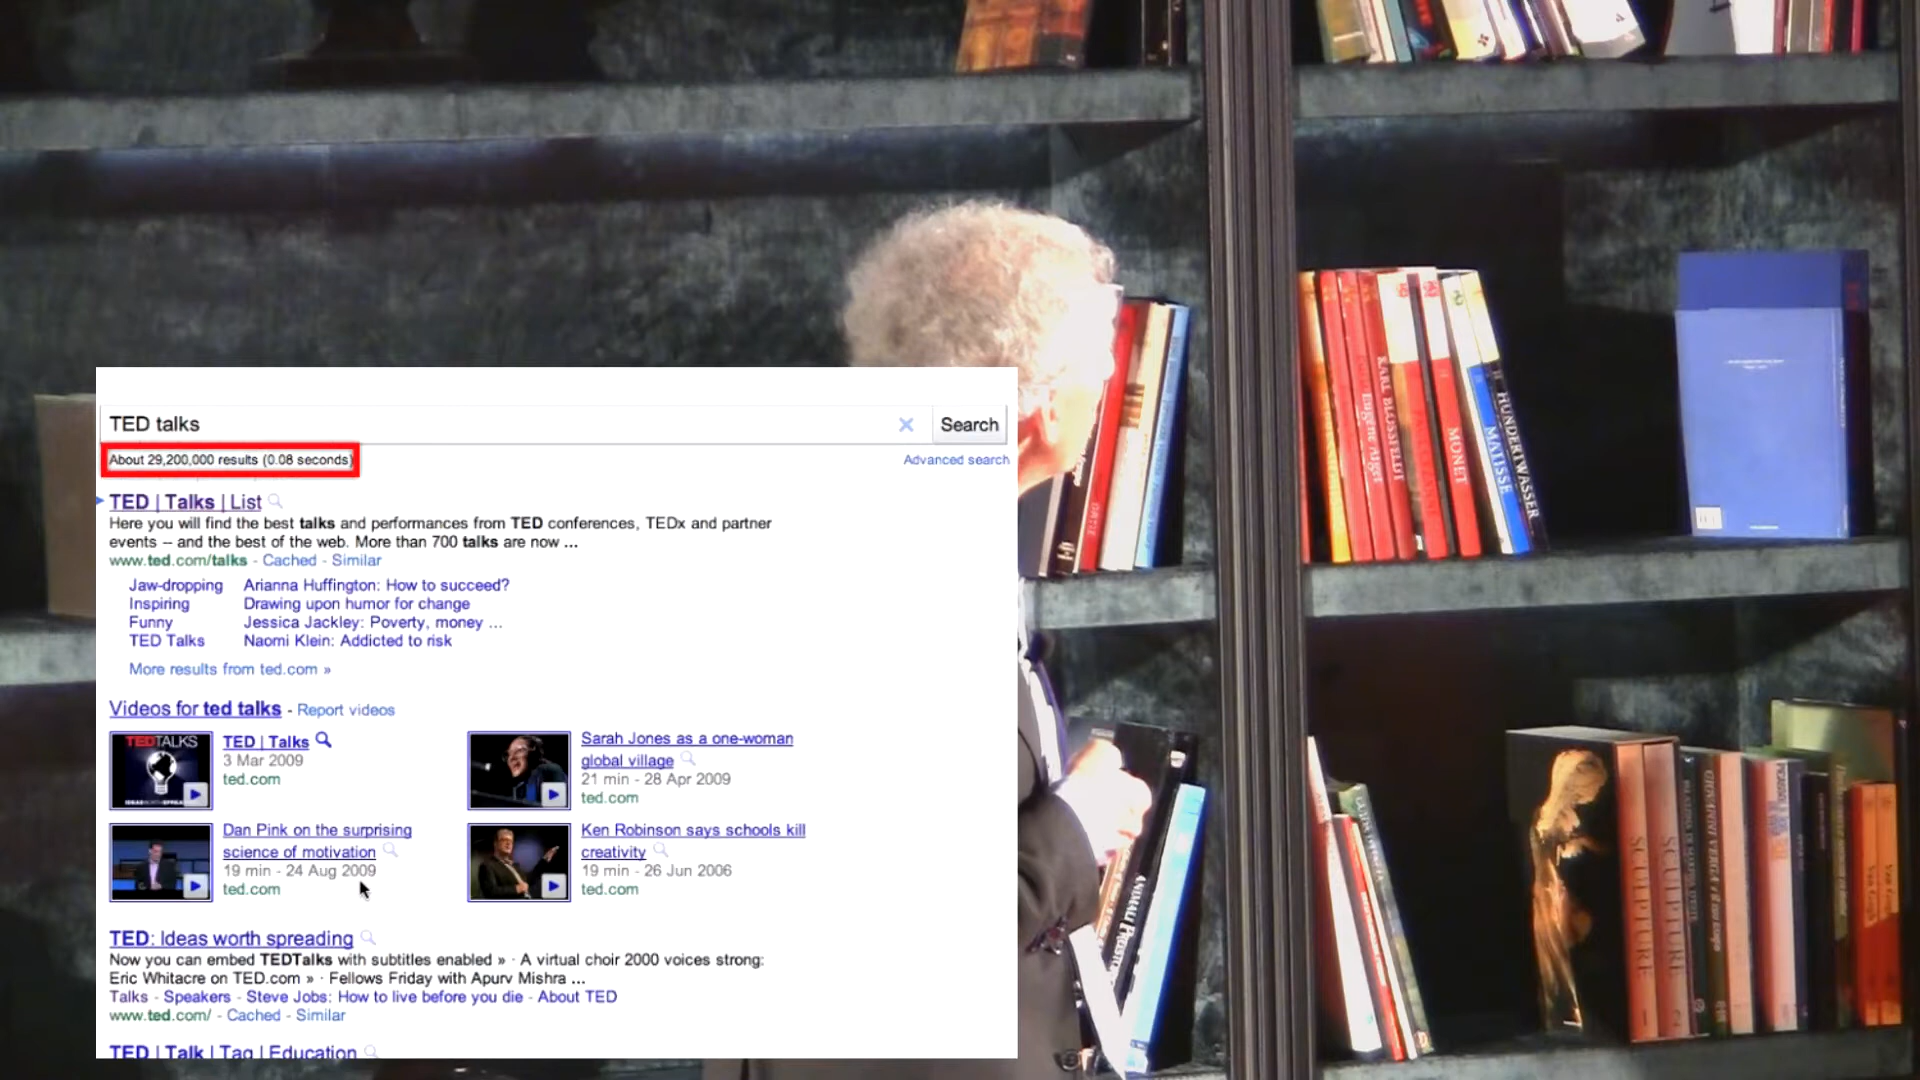 TED talks
Search
About 29,200,000 results (0.08 seconds)
Advanced search
TED | Talks | List
Here you will find the best talks and performances from TED conferences, TEDx and partner
events -- and the best of the web. More than 700 talks are now ...
www.ted.com/talks - Cached - Similar
Jaw-dropping Arianna Huffington: How to succeed?
Inspiring Drawing upon humor for change
Funny Jessica Jackley: Poverty, money ...
TED Talks Naomi Klein: Addicted to risk
More results from ted.com »
Videos for ted talks - Report videos
TEDTALKS
TED | Talks
3 Mar 2009
ted.com
Sarah Jones as a one-woman
global village
21 min - 28 Apr 2009
ted.com
Dan Pink on the surprising
science of motivation
19 min - 24 Aug 2009
ted.com
Ken Robinson says schools kill
creativity
19 min - 26 Jun 2006
ted.com
TED: Ideas worth spreading
Now you can embed TEDTalks with subtitles enabled » · A virtual choir 2000 voices strong:
Eric Whitacre on TED.com » · Fellows Friday with Apurv Mishra ...
Talks - Speakers - Steve Jobs: How to live before you die - About TED
www.ted.com/ - Cached - Similar
TED | Talk | Tag | Education
KARL BLOSSFELDT
MONET
MATISSE
HUNDERTWASSER
SCULPTURE
1
SCULPTURE
2